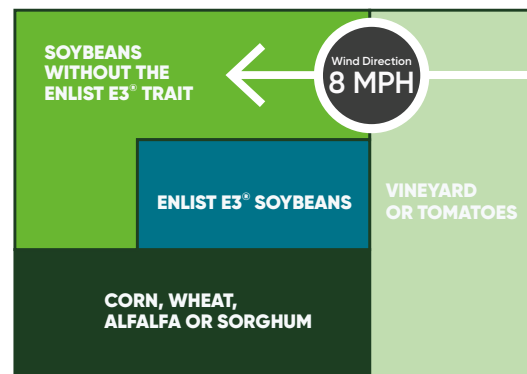 SOYBEANS
WITHOUT THE
ENLIST E3® TRAIT
Wind Direction
8 MPH
ENLIST E3® SOYBEANS
VINEYARD
OR TOMATOES
CORN, WHEAT,
ALFALFA OR SORGHUM